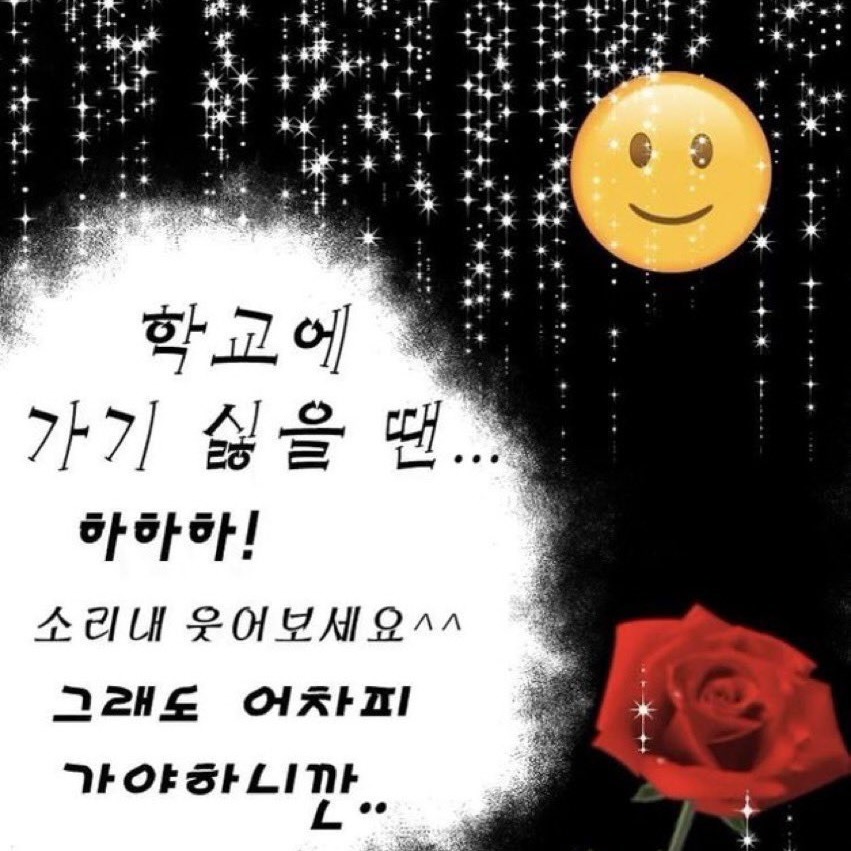 학교에
가기 싫을 땐...
하하하!
소리내 웃어보세요^^
그래도 어차피
가야하니깐..